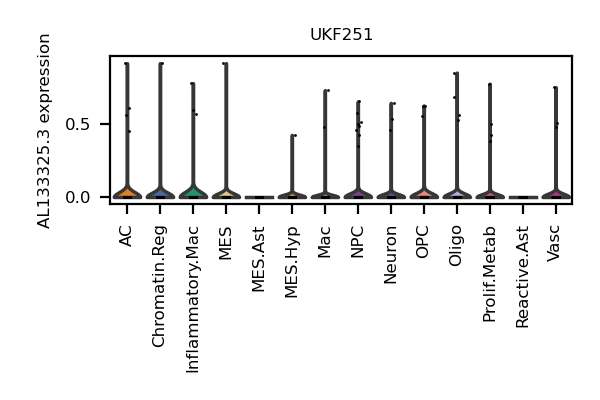 UKF251
AL133325.3 expression
0.5
0.0
AC
Chromatin.Reg
Inflammatory.Mac
MES
MES.Ast
MES.Hyp
Mac
NPC
Neuron
OPC
Oligo
Prolif.Metab
Reactive.Ast
Vasc